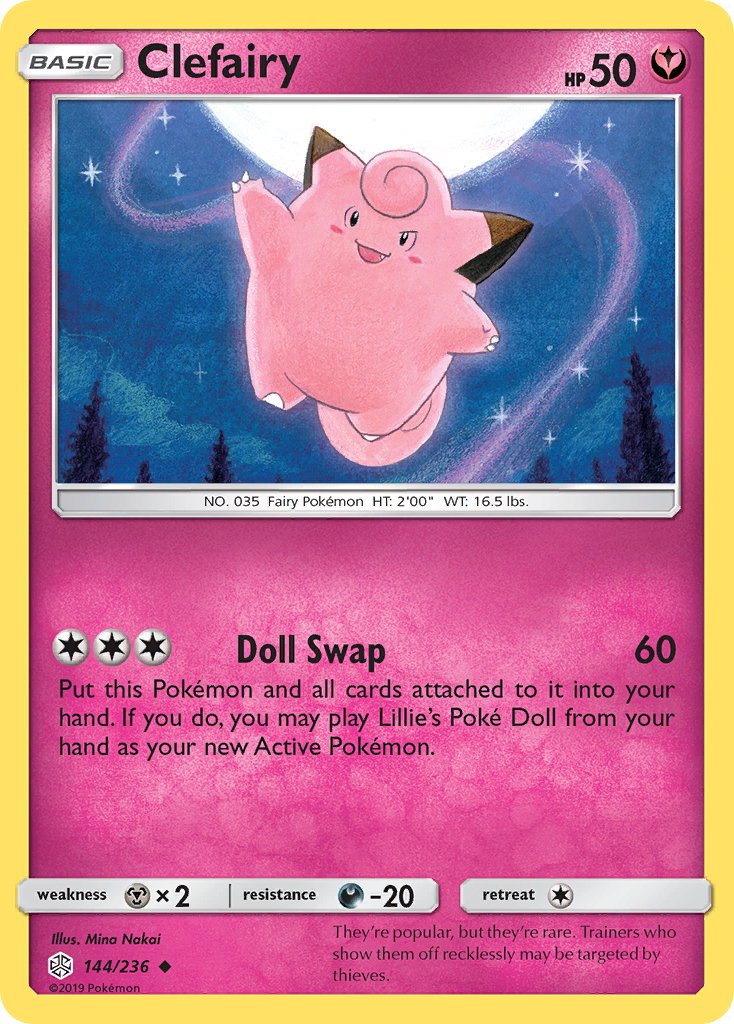 BASIC Clefairy HP 50
NO. 035 Fairy Pokémon HT: 2'00" WT: 16.5 lbs.
Doll Swap 60
Put this Pokémon and all cards attached to it into your
hand. If you do, you may play Lillie's Poké Doll from your
hand as your new Active Pokémon.
weakness ×2 resistance -20 retreat
Illus. Mina Nakai
144/236
©2019 Pokémon
They're popular, but they're rare. Trainers who
show them off recklessly may be targeted by
thieves.